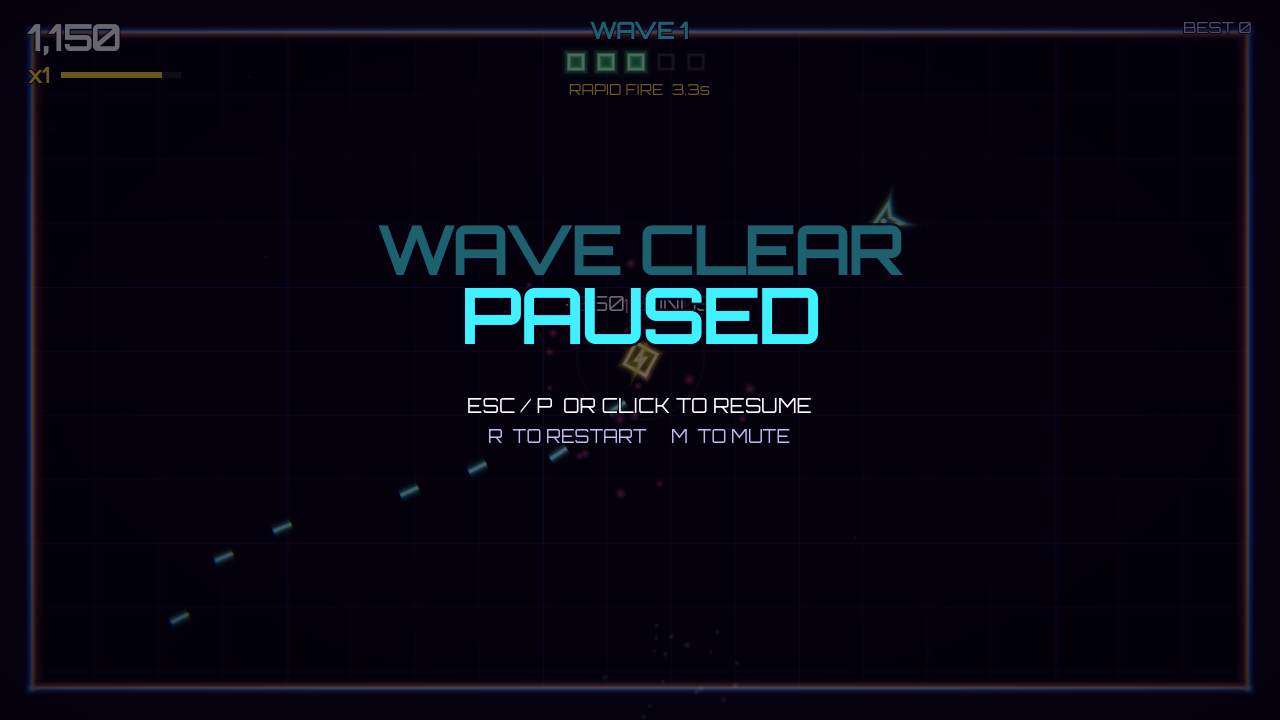 1,150
WAVE 1
BEST 0
x1
RAPID FIRE 3.3s
WAVE CLEAR
PAUSED
ESC / P OR CLICK TO RESUME
R TO RESTART M TO MUTE